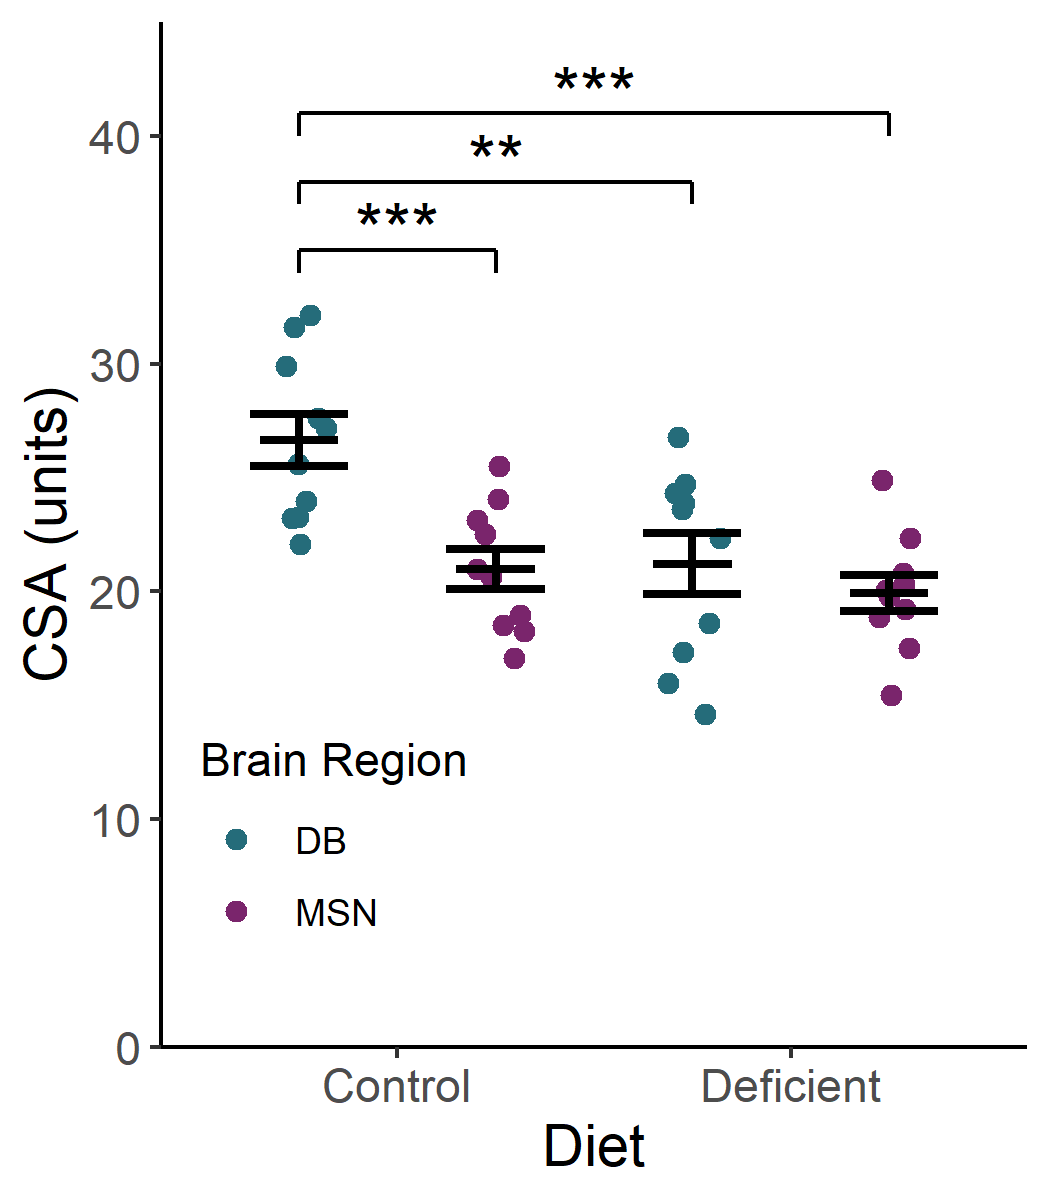 ***
40
**
***
30
CSA (units)
20
Brain Region
10
DB
MSN
0
Control Deficient
Diet